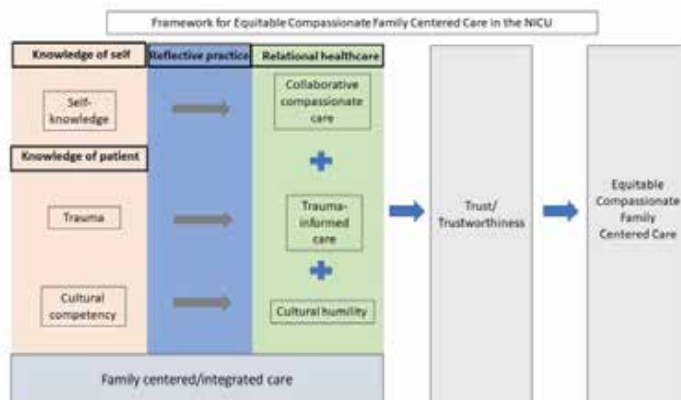 Framework for Equitable Compassionate Family Centered Care in the NICU
Knowledge of self
Reflective practice
Relational healthcare
Self-
knowledge
Collaborative
compassionate
care
Knowledge of patient
Trauma
Trauma-
informed
care
Cultural
competency
Cultural humility
Family centered/integrated care
Trust/
Trustworthiness
Equitable
Compassionate
Family
Centered Care